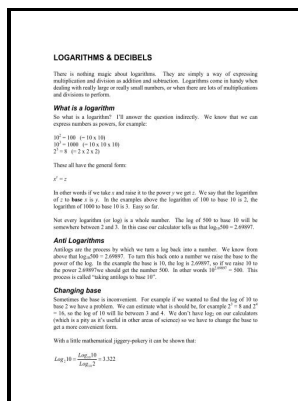 LOGARITHMS & DECIBELS
There is nothing magic about logarithms. They are simply a way of expressing
multiplication and division as addition and subtraction. Logarithms come in handy when
dealing with really large or really small numbers, or when there are lots of multiplications
and divisions to perform.
What is a logarithm
So what is a logarithm? I'll answer the question indirectly. We know that we can
express numbers as powers, for example:
10² = 100 (= 10 x 10)
10³ = 1000 (= 10 x 10 x 10)
2³ = 8 (= 2 x 2 x 2)
These all have the general form:
xʸ = z
In other words if we take x and raise it to the power y we get z. We say that the logarithm
of z to base x is y. In the examples above the logarithm of 100 to base 10 is 2, the
logarithm of 1000 to base 10 is 3. Easy so far.
Not every logarithm (or log) is a whole number. The log of 500 to base 10 will be
somewhere between 2 and 3. In this case our calculator tells us that log₁₀500 = 2.69897.
Anti Logarithms
Antilogs are the process by which we turn a log back into a number. We know from
above that log₁₀500 = 2.69897. To turn this back onto a number we raise the base to the
power of the log. In the example the base is 10, the log is 2.69897, so if we raise 10 to
the power 2.69897we should get the number 500. In other words 10²·⁶⁹⁸⁹⁷ = 500. This
process is called "taking antilogs to base 10".
Changing base
Sometimes the base is inconvenient. For example if we wanted to find the log of 10 to
base 2 we have a problem. We can estimate what is should be, for example 2³ = 8 and 2⁴
= 16, so the log of 10 will lie between 3 and 4. We don't have log₂ on our calculators
(which is a pity as it's useful in other areas of science) so we have to change the base to
get a more convenient form.
With a little mathematical jiggery-pokery it can be shown that:
Log₂10 = Log₁₀10 / Log₁₀2 = 3.322